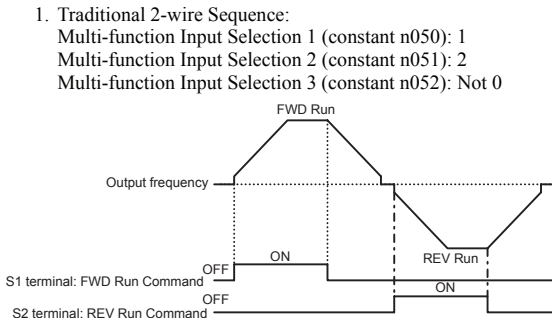 1. Traditional 2-wire Sequence:
Multi-function Input Selection 1 (constant n050): 1
Multi-function Input Selection 2 (constant n051): 2
Multi-function Input Selection 3 (constant n052): Not 0
FWD Run
Output frequency
REV Run
ON
OFF
S1 terminal: FWD Run Command
ON
OFF
S2 terminal: REV Run Command